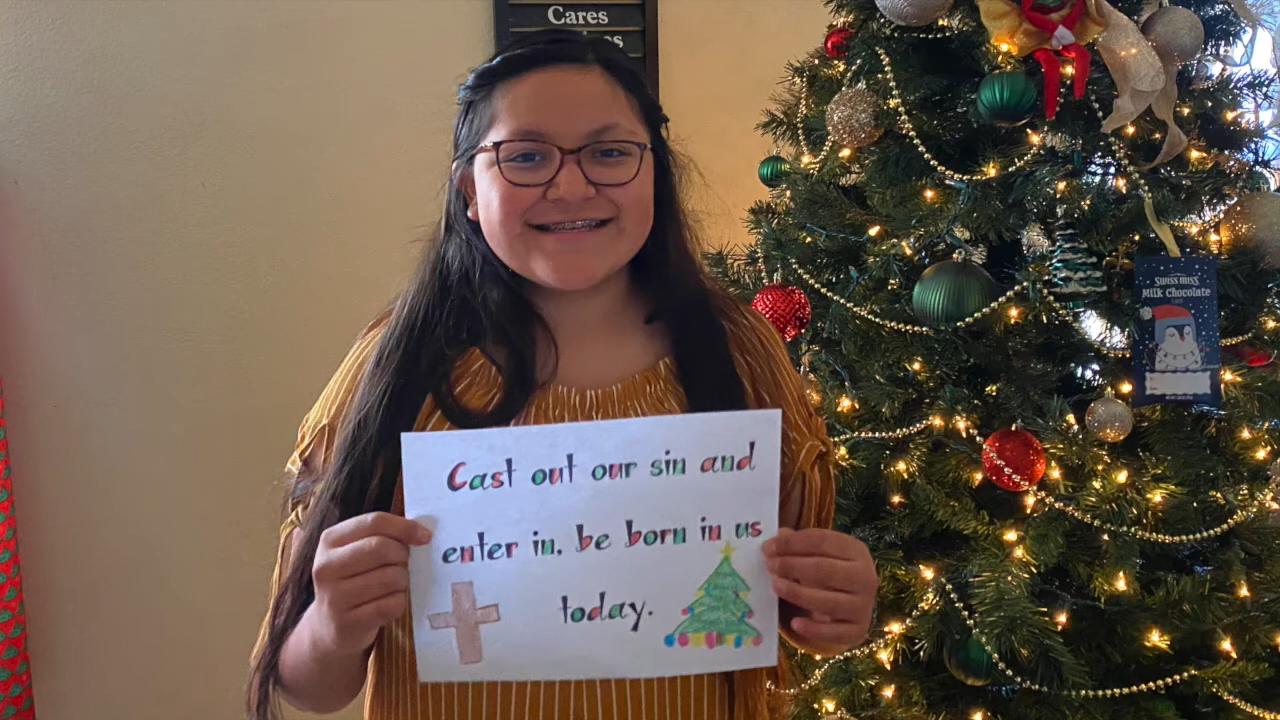 Cares
Cast out our sin and
enter in, be born in us
today.
SWISS MISS
Milk Chocolate